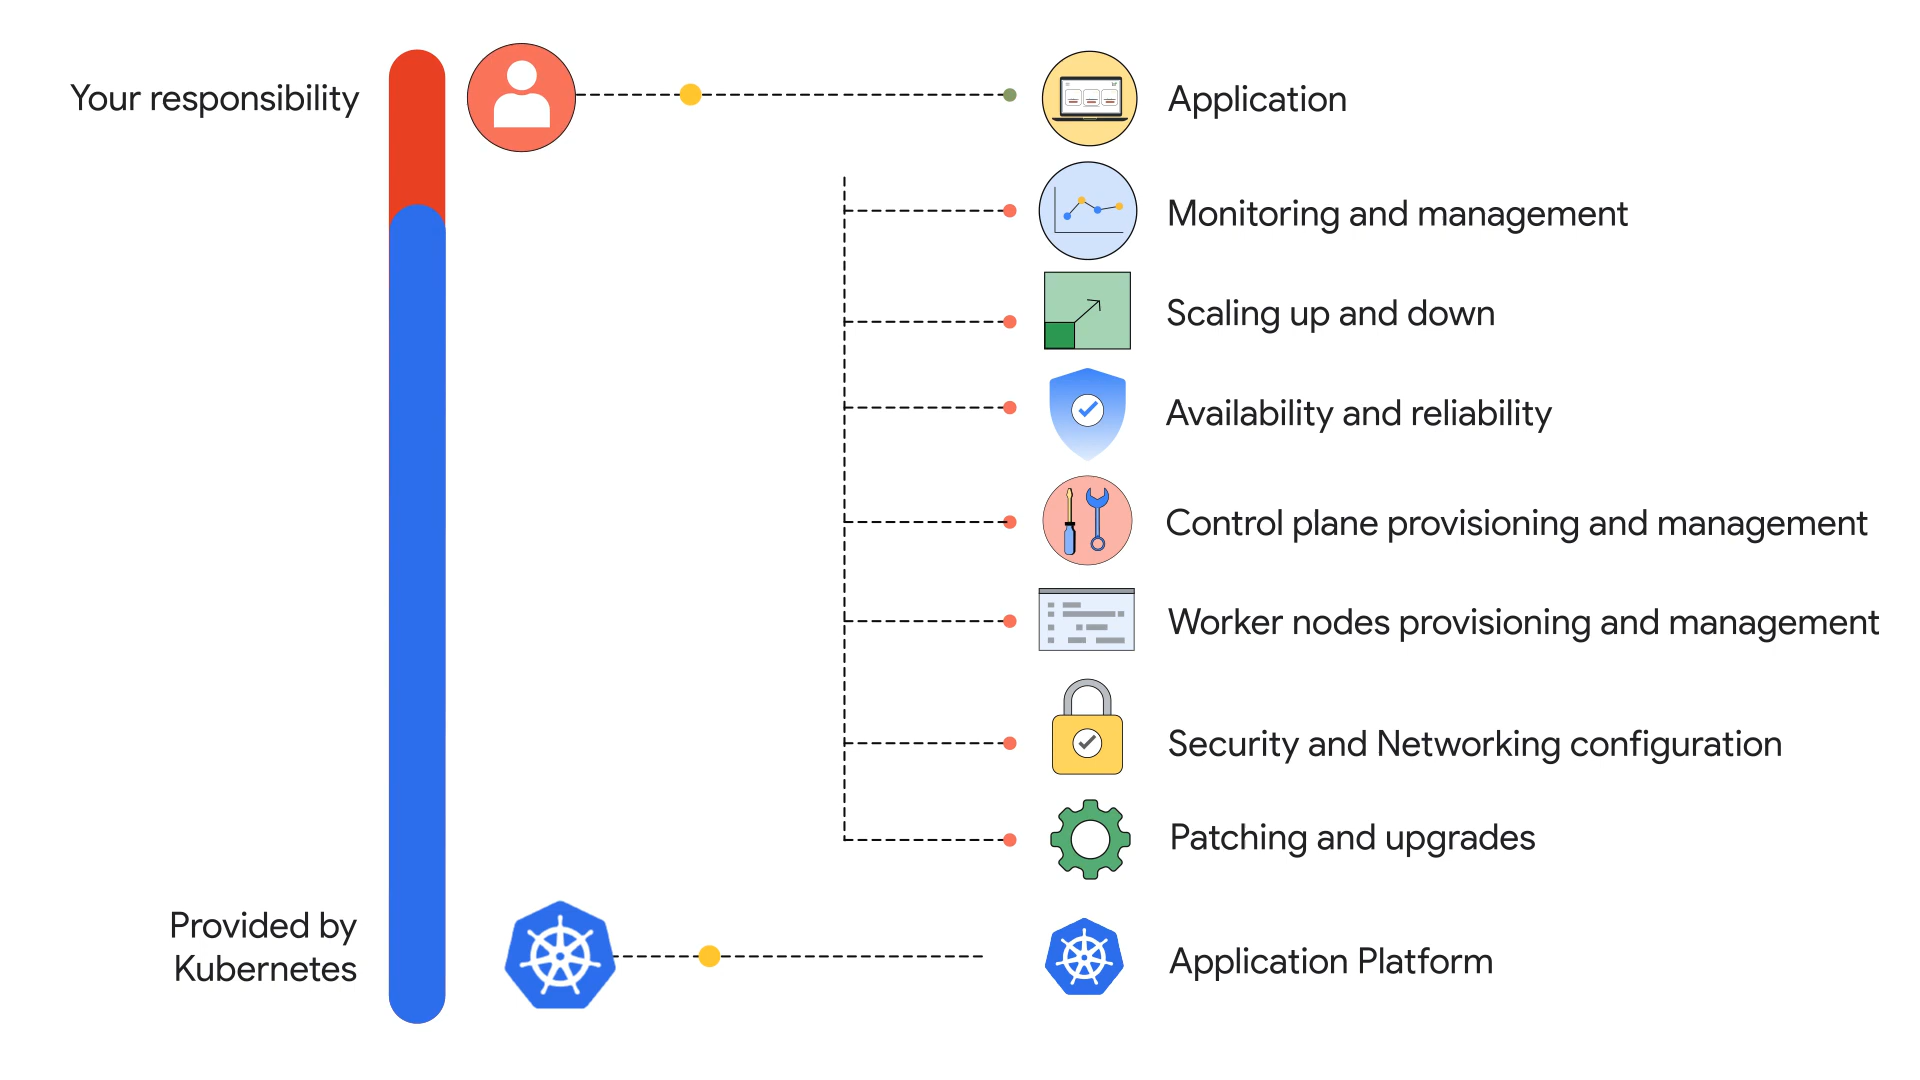 Your responsibility
Application
Monitoring and management
Scaling up and down
Availability and reliability
Control plane provisioning and management
Worker nodes provisioning and management
Security and Networking configuration
Patching and upgrades
Provided by
Kubernetes
Application Platform